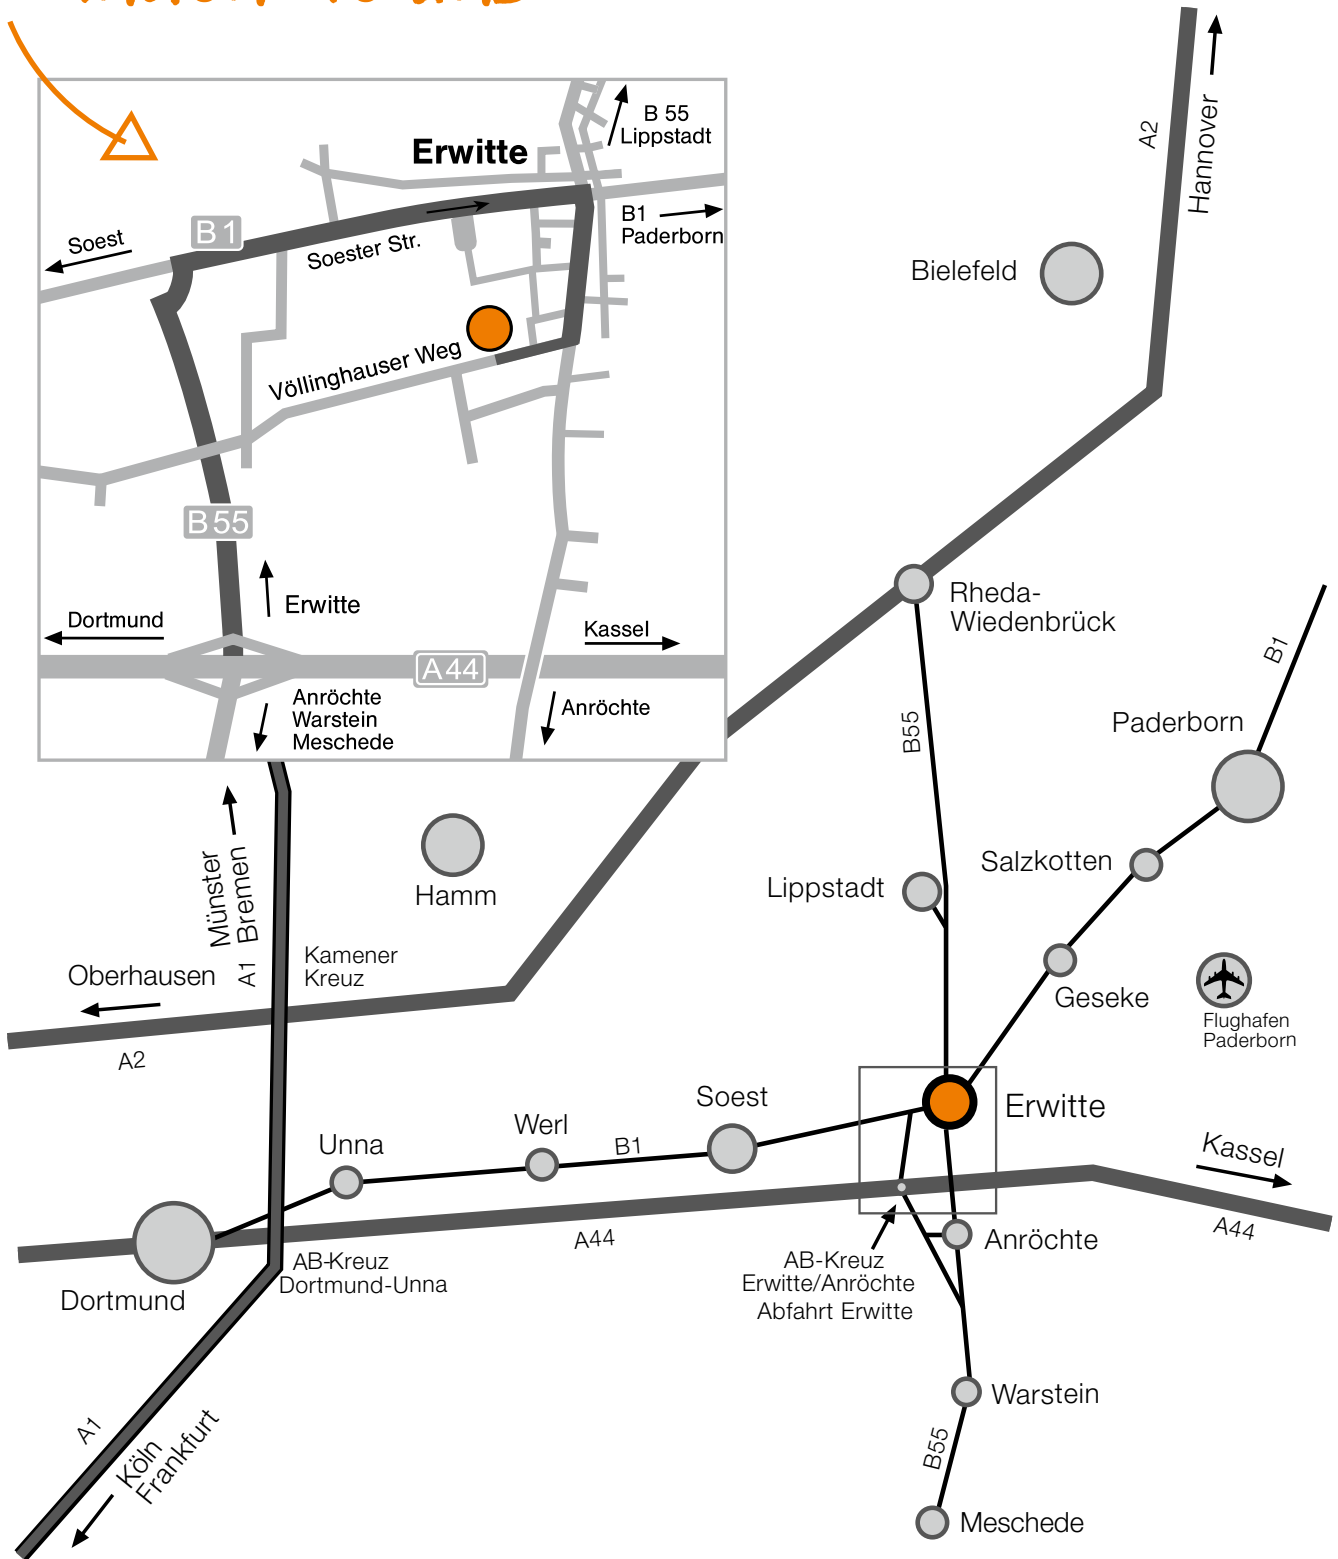 B 55
Lippstadt
Erwitte
B1
Paderborn
Soest
B 1
Soester Str.
Völlinghauser Weg
B 55
Erwitte
Dortmund
Kassel
A 44
Anröchte
Warstein
Meschede
Anröchte
A2
Hannover
Bielefeld
Rheda-
Wiedenbrück
B1
B55
Paderborn
Münster
Bremen
A1
Hamm
Lippstadt
Salzkotten
Kamener
Kreuz
Oberhausen
A2
Geseke
Flughafen
Paderborn
Erwitte
Soest
Werl
B1
Unna
Kassel
A44
A44
Anröchte
AB-Kreuz
Dortmund-Unna
Dortmund
AB-Kreuz
Erwitte/Anröchte
Abfahrt Erwitte
Warstein
A1
Köln
Frankfurt
B55
Meschede